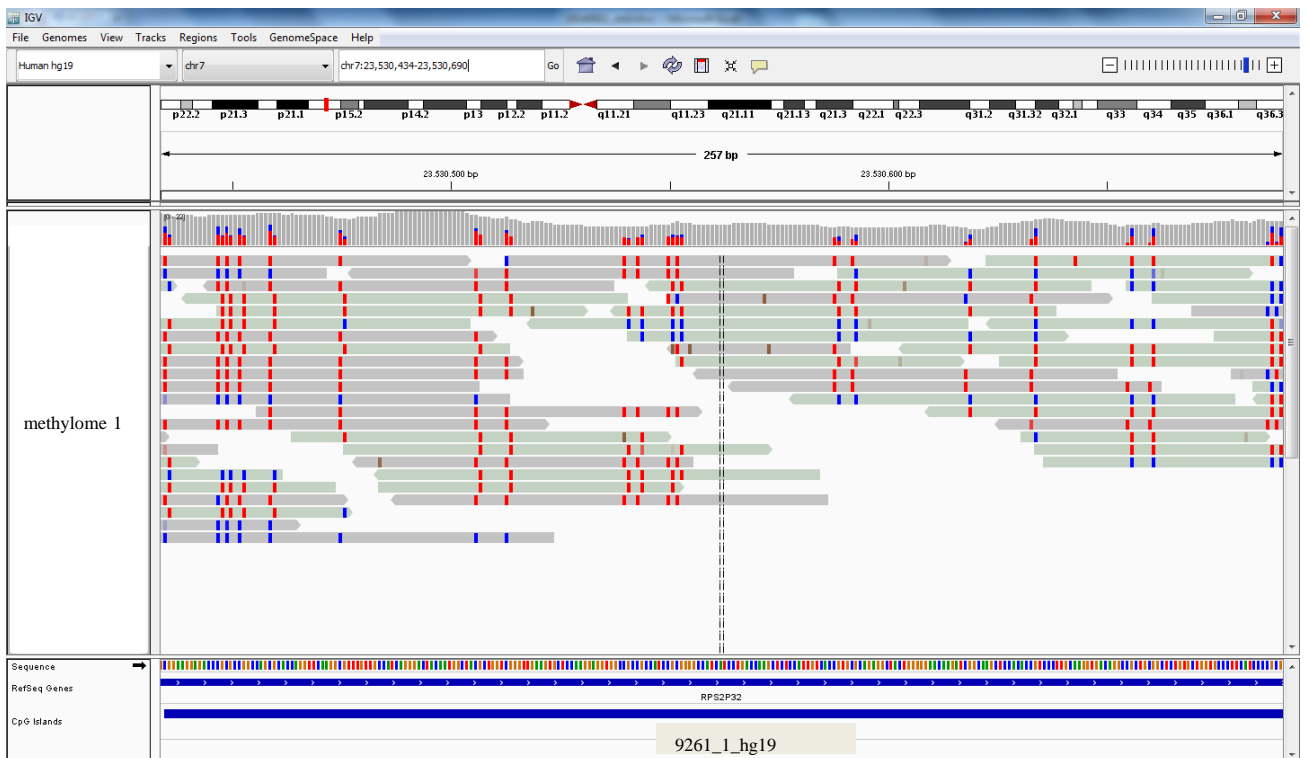 IGV
File Genomes View Tracks Regions Tools GenomeSpace Help
Human hg19 chr7 chr7:23,530,434-23,530,690 Go
p22.2 p21.3 p21.1 p15.2 p14.2 p13 p12.2 p11.2 q11.21 q11.23 q21.11 q21.13 q21.3 q22.1 q22.3 q31.2 q31.32 q32.1 q33 q34 q35 q36.1 q36.3
257 bp
23.530.500 bp 23.530.600 bp
[0 - 22]
methylome 1
Sequence
RefSeq Genes
RPS2P32
CpG Islands
9261_1_hg19